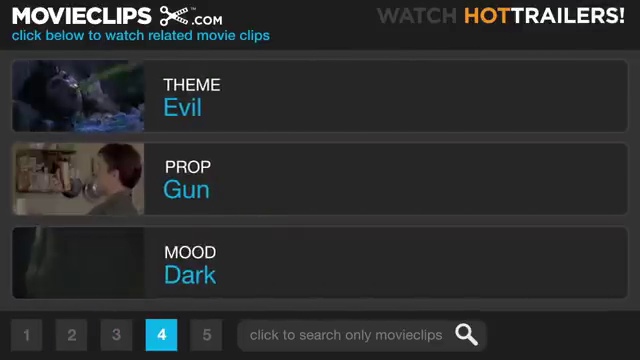 MOVIECLIPS .COM
WATCH HOTTRAILERS!
click below to watch related movie clips
THEME
Evil
PROP
Gun
MOOD
Dark
1 2 3 4 5
click to search only movieclips